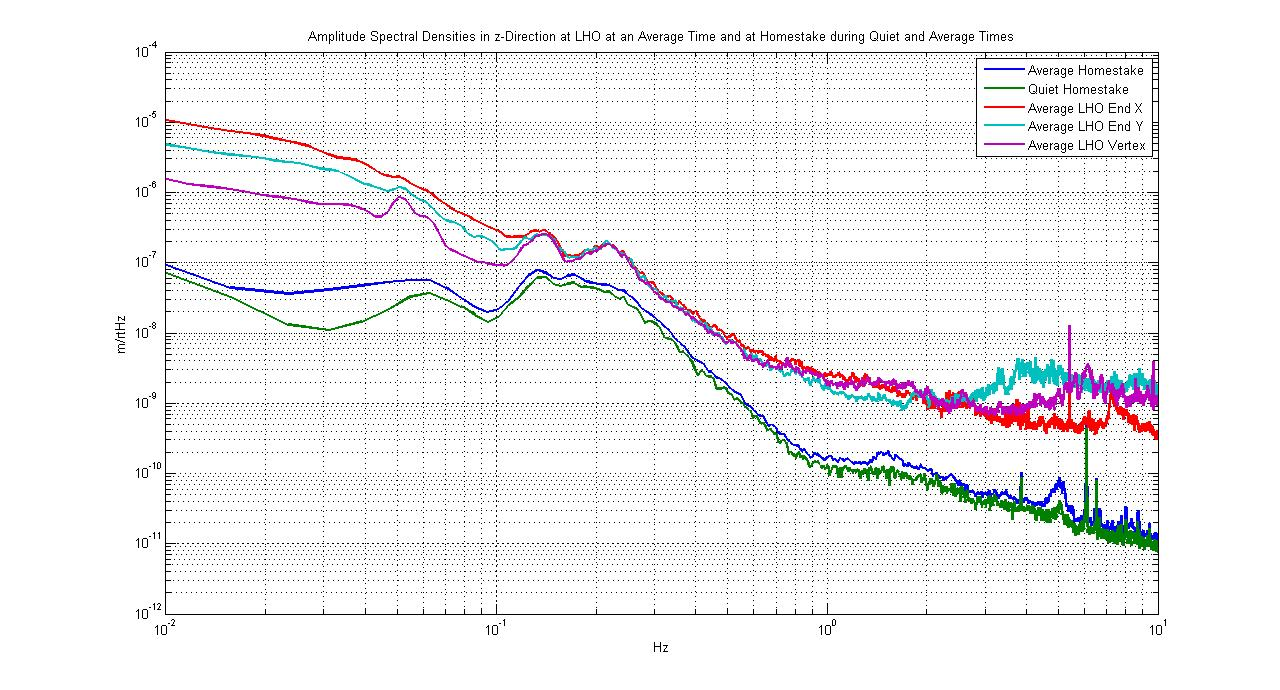 Amplitude Spectral Densities in z-Direction at LHO at an Average Time and at Homestake during Quiet and Average Times
Average Homestake
Quiet Homestake
Average LHO End X
Average LHO End Y
Average LHO Vertex
m/rtHz
10^-4
10^-5
10^-6
10^-7
10^-8
10^-9
10^-10
10^-11
10^-12
10^-2 10^-1 10^0 10^1
Hz